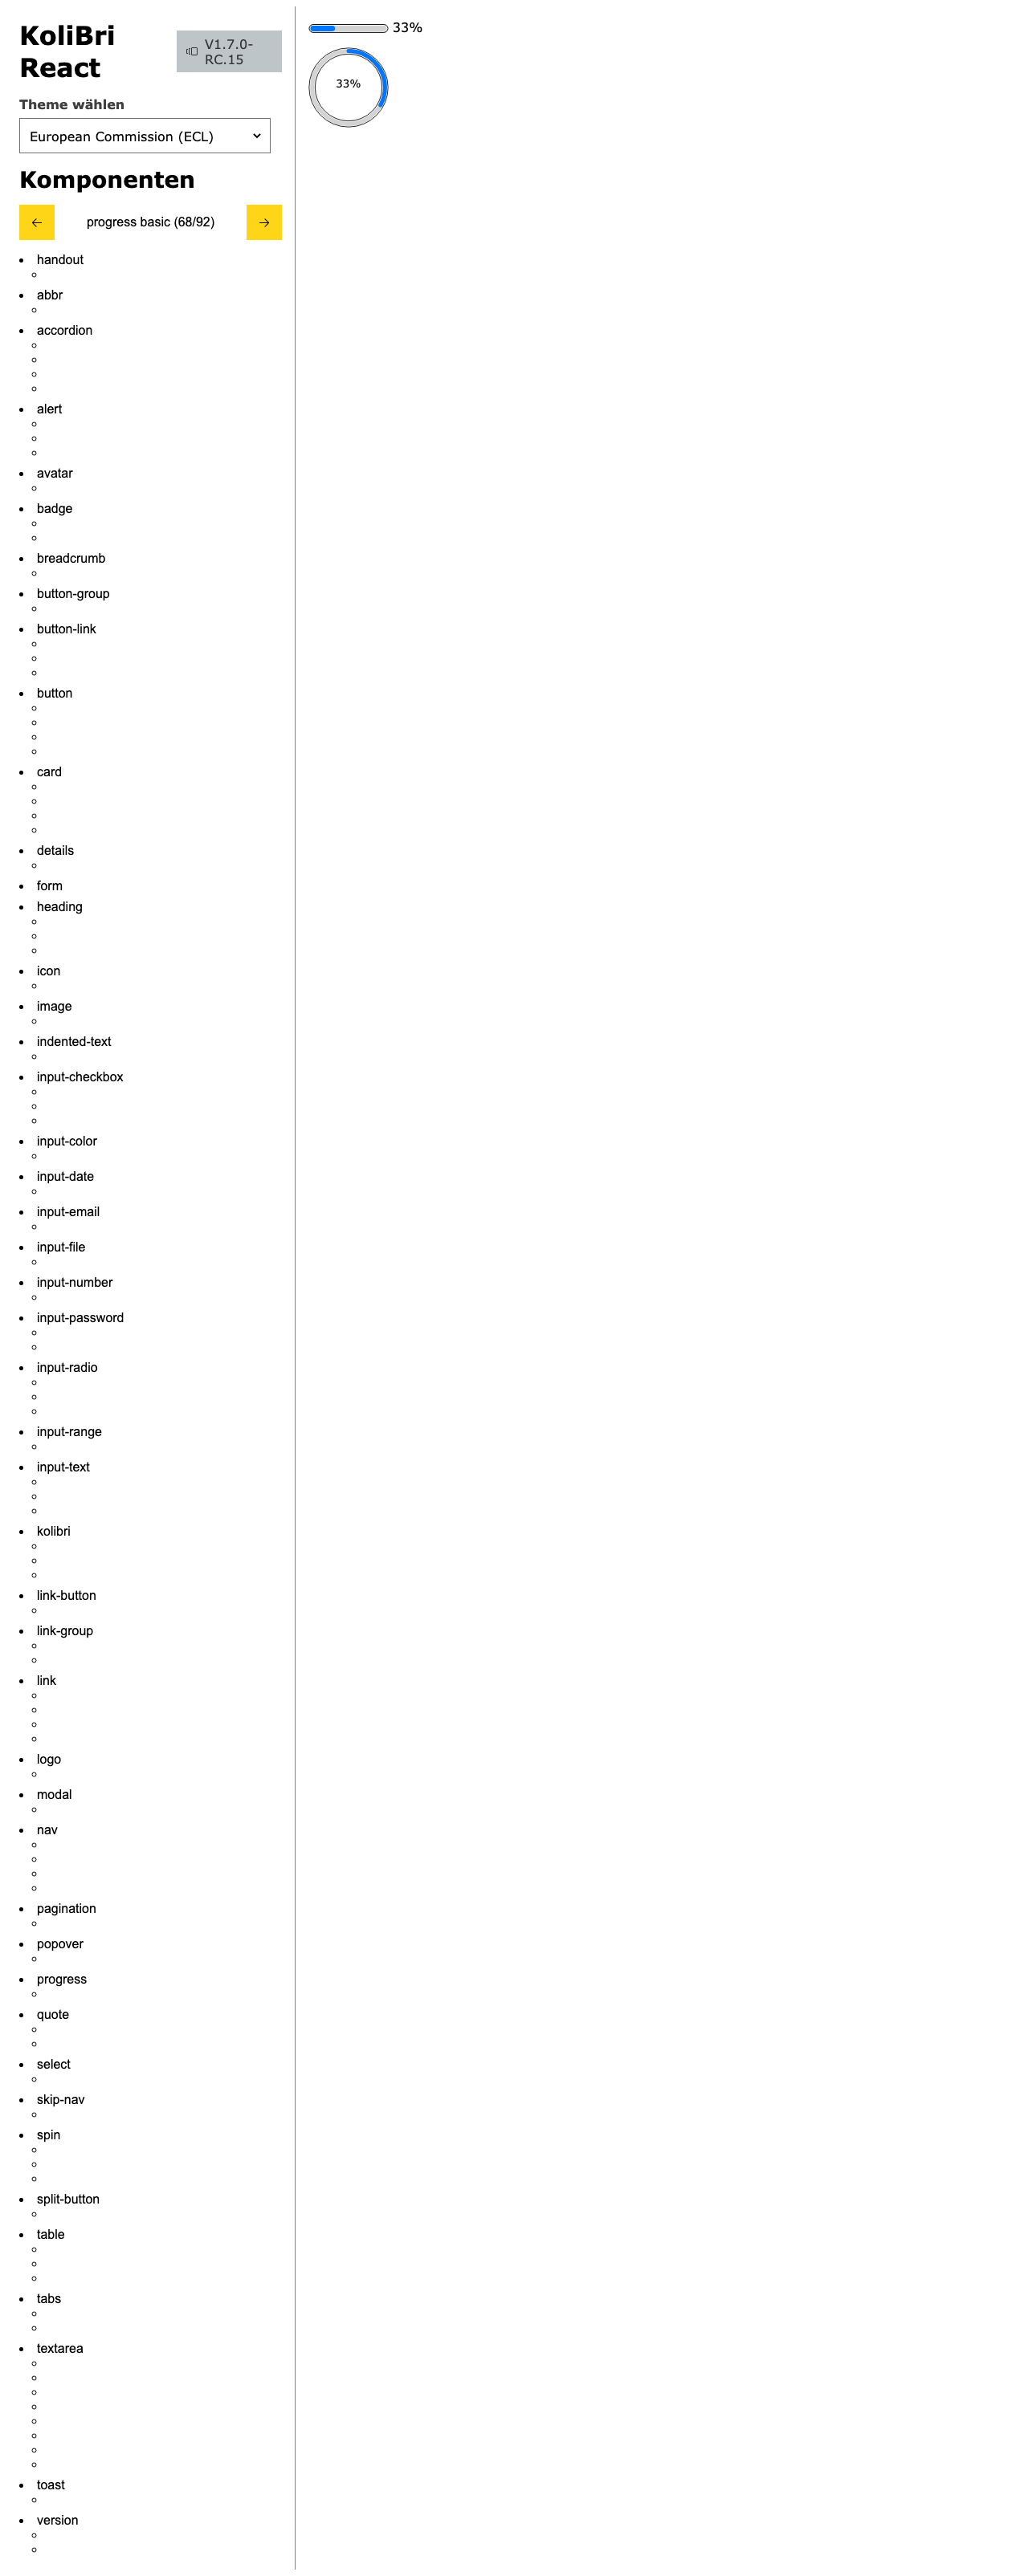 KoliBri
React
V1.7.0-
RC.15
Theme wählen
European Commission (ECL)
Komponenten
progress basic (68/92)
handout
abbr
accordion
alert
avatar
badge
breadcrumb
button-group
button-link
button
card
details
form
heading
icon
image
indented-text
input-checkbox
input-color
input-date
input-email
input-file
input-number
input-password
input-radio
input-range
input-text
kolibri
link-button
link-group
link
logo
modal
nav
pagination
popover
progress
quote
select
skip-nav
spin
split-button
table
tabs
textarea
toast
version
33%
33%